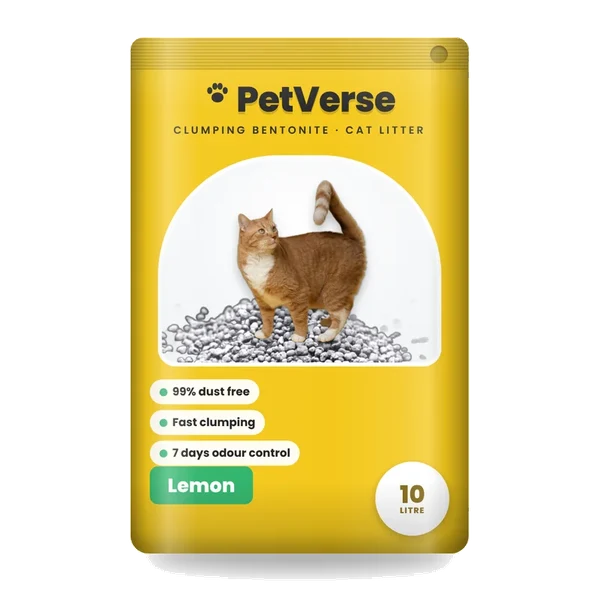 PetVerse
CLUMPING BENTONITE · CAT LITTER
99% dust free
Fast clumping
7 days odour control
Lemon
10
LITRE